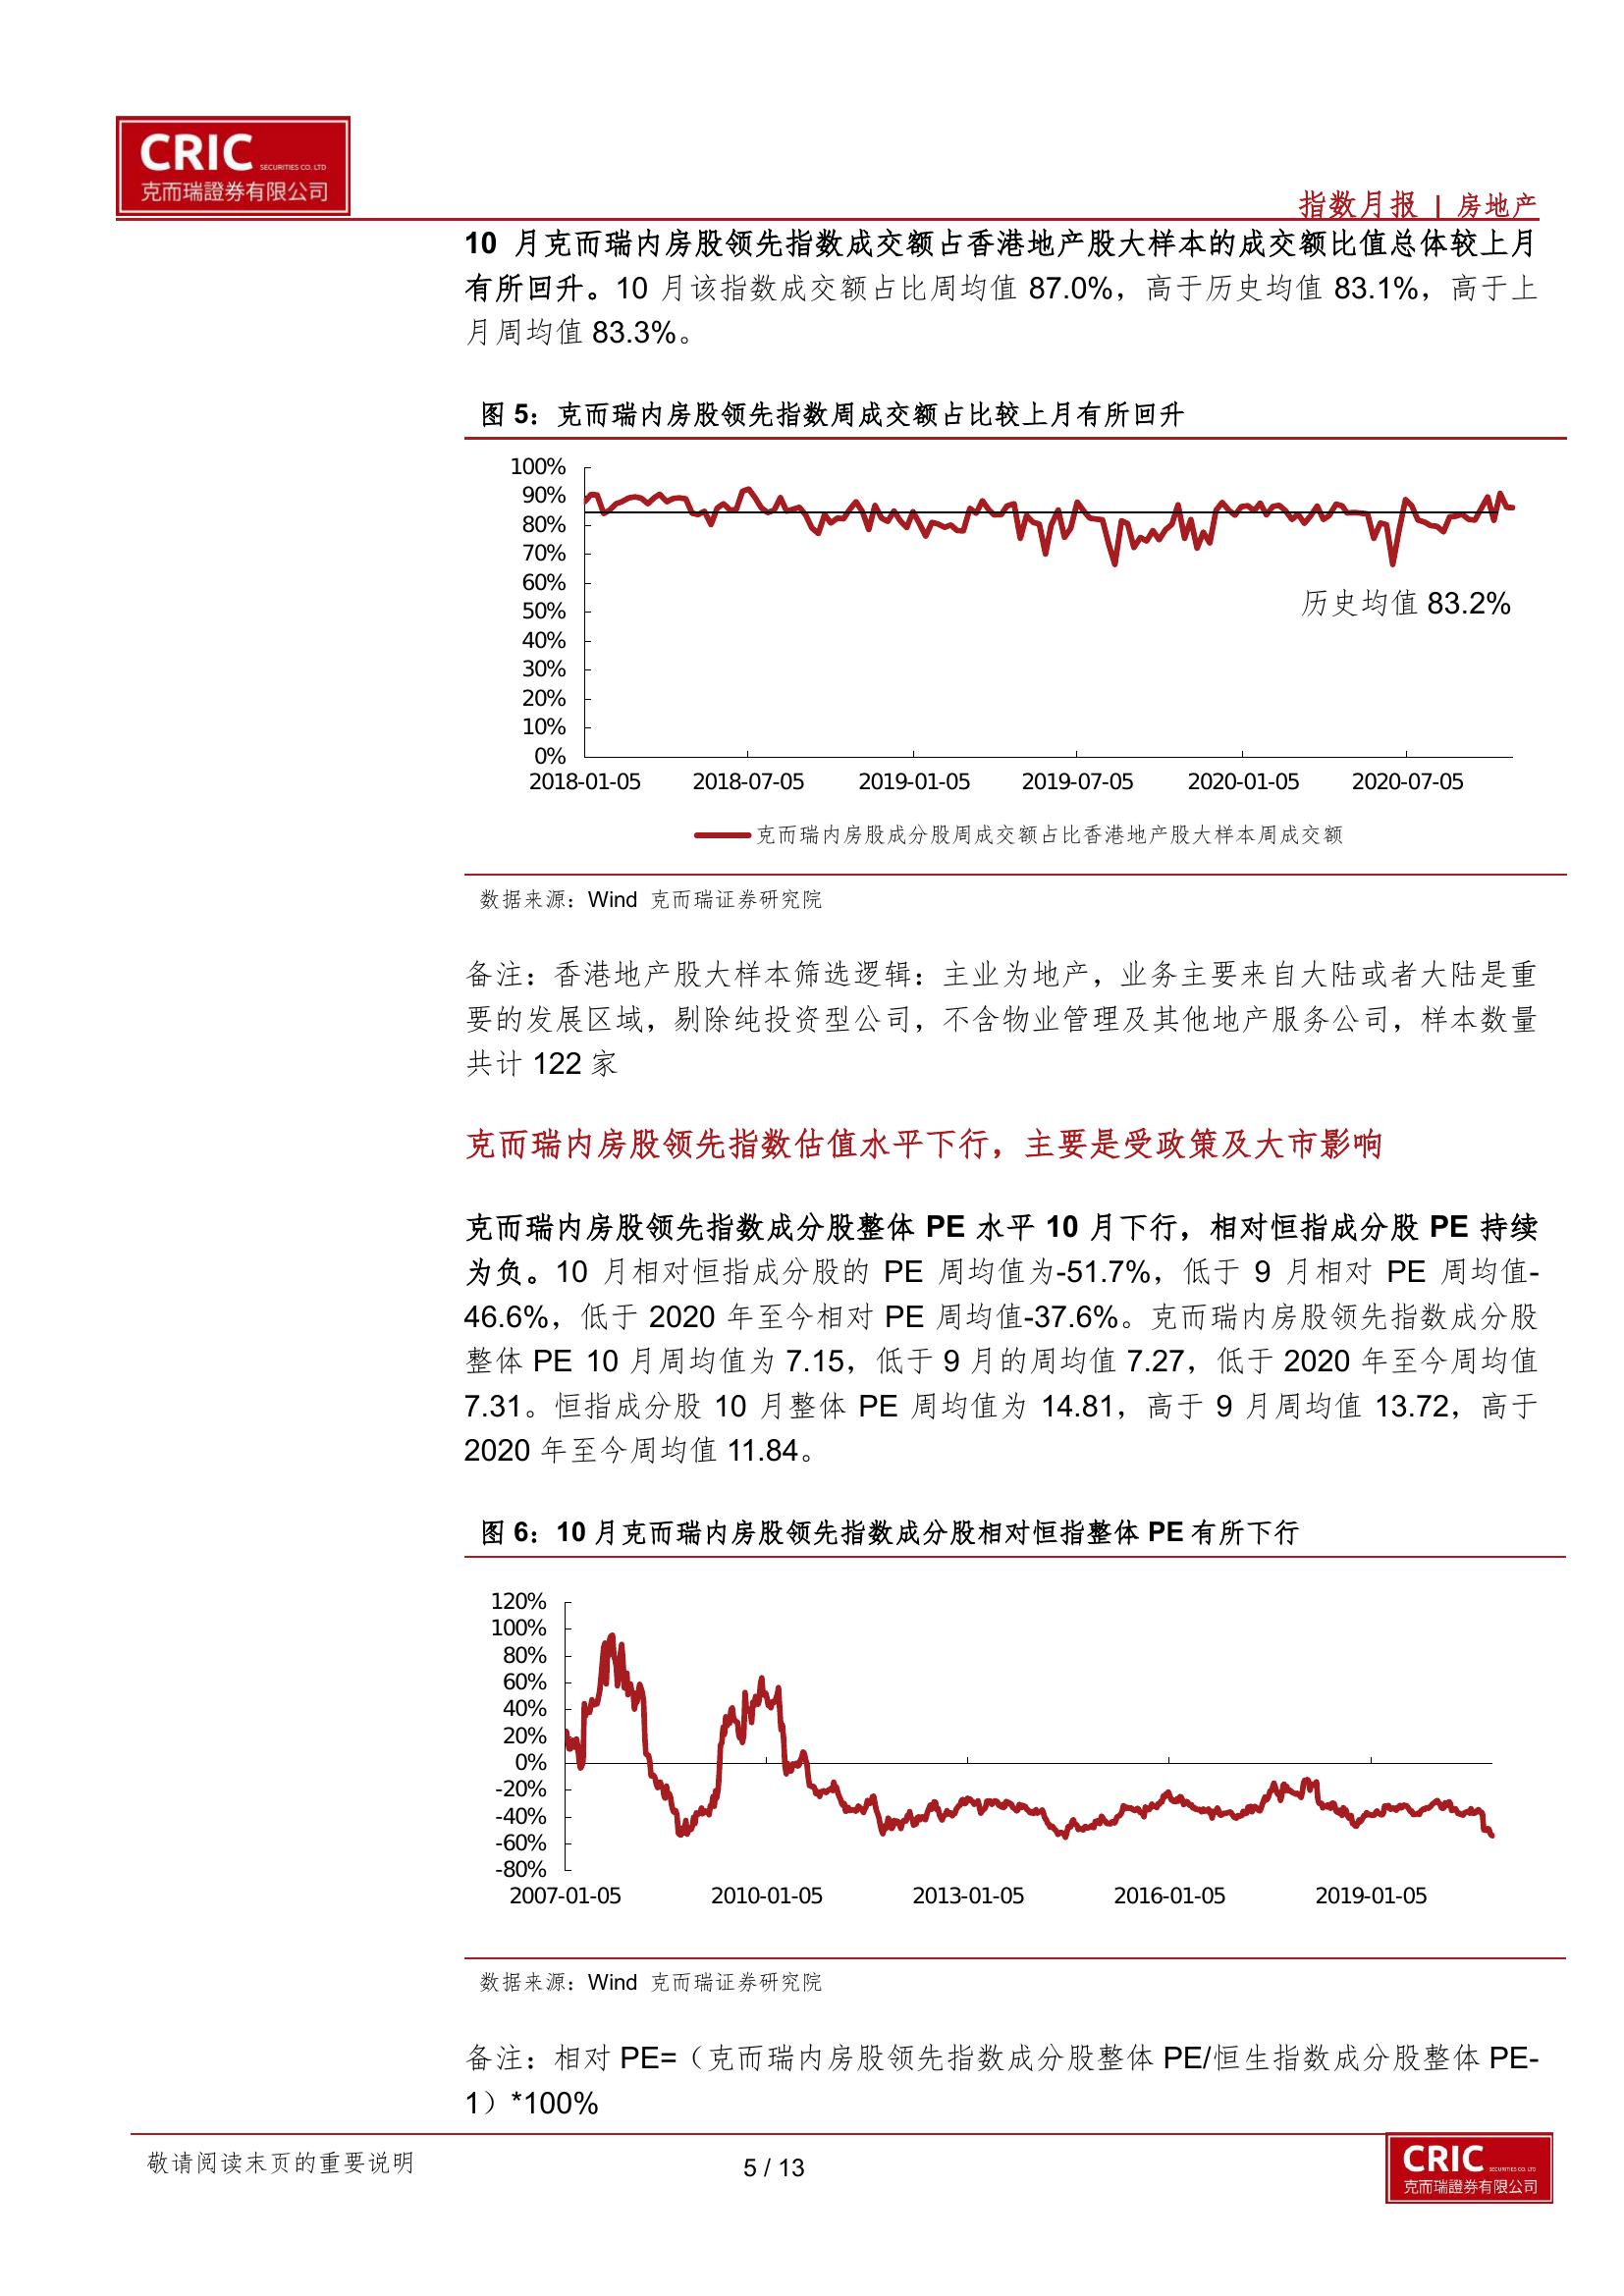 CRIC SECURITIES CO. LTD
克而瑞證券有限公司
指数月报 | 房地产
10 月克而瑞内房股领先指数成交额占香港地产股大样本的成交额比值总体较上月
有所回升。10 月该指数成交额占比周均值 87.0%，高于历史均值 83.1%，高于上
月周均值 83.3%。
图 5：克而瑞内房股领先指数周成交额占比较上月有所回升
100%
90%
80%
70%
60%
50%
40%
30%
20%
10%
0%
历史均值 83.2%
2018-01-05 2018-07-05 2019-01-05 2019-07-05 2020-01-05 2020-07-05
克而瑞内房股成分股周成交额占比香港地产股大样本周成交额
数据来源：Wind 克而瑞证券研究院
备注：香港地产股大样本筛选逻辑：主业为地产，业务主要来自大陆或者大陆是重
要的发展区域，剔除纯投资型公司，不含物业管理及其他地产服务公司，样本数量
共计 122 家
克而瑞内房股领先指数估值水平下行，主要是受政策及大市影响
克而瑞内房股领先指数成分股整体 PE 水平 10 月下行，相对恒指成分股 PE 持续
为负。10 月相对恒指成分股的 PE 周均值为-51.7%，低于 9 月相对 PE 周均值-
46.6%，低于 2020 年至今相对 PE 周均值-37.6%。克而瑞内房股领先指数成分股
整体 PE 10 月周均值为 7.15，低于 9 月的周均值 7.27，低于 2020 年至今周均值
7.31。恒指成分股 10 月整体 PE 周均值为 14.81，高于 9 月周均值 13.72，高于
2020 年至今周均值 11.84。
图 6：10 月克而瑞内房股领先指数成分股相对恒指整体 PE 有所下行
120%
100%
80%
60%
40%
20%
0%
-20%
-40%
-60%
-80%
2007-01-05 2010-01-05 2013-01-05 2016-01-05 2019-01-05
数据来源：Wind 克而瑞证券研究院
备注：相对 PE=（克而瑞内房股领先指数成分股整体 PE/恒生指数成分股整体 PE-
1）*100%
敬请阅读末页的重要说明
5 / 13
CRIC SECURITIES CO. LTD
克而瑞證券有限公司